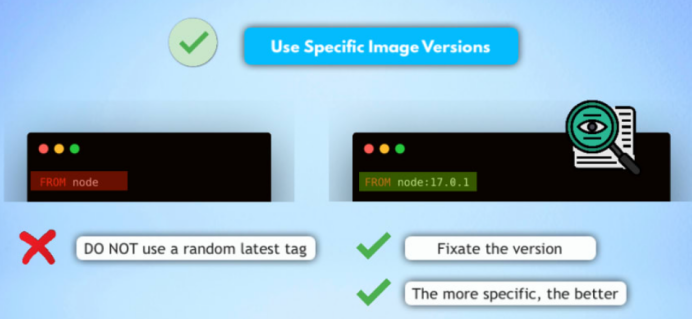 Use Specific Image Versions
FROM node
FROM node:17.0.1
DO NOT use a random latest tag
Fixate the version
The more specific, the better